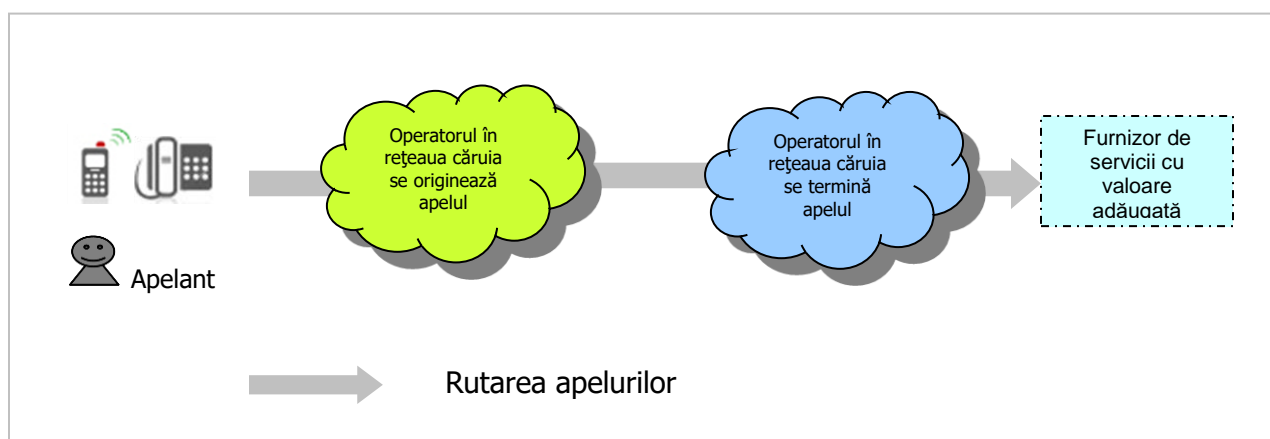 Operatorul în
reţeaua căruia
se originează
apelul
Operatorul în
reţeaua căruia
se termină
apelul
Furnizor de
servicii cu
valoare
adăugată
Apelant
Rutarea apelurilor